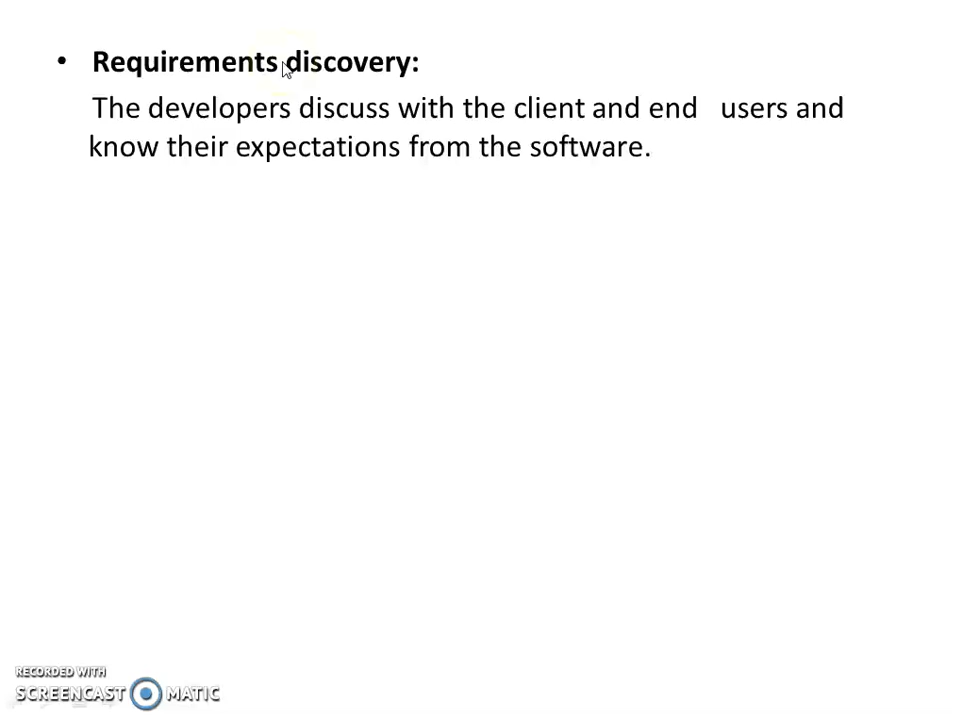 • Requirements discovery:
The developers discuss with the client and end users and
know their expectations from the software.
RECORDED WITH
SCREENCAST MATIC